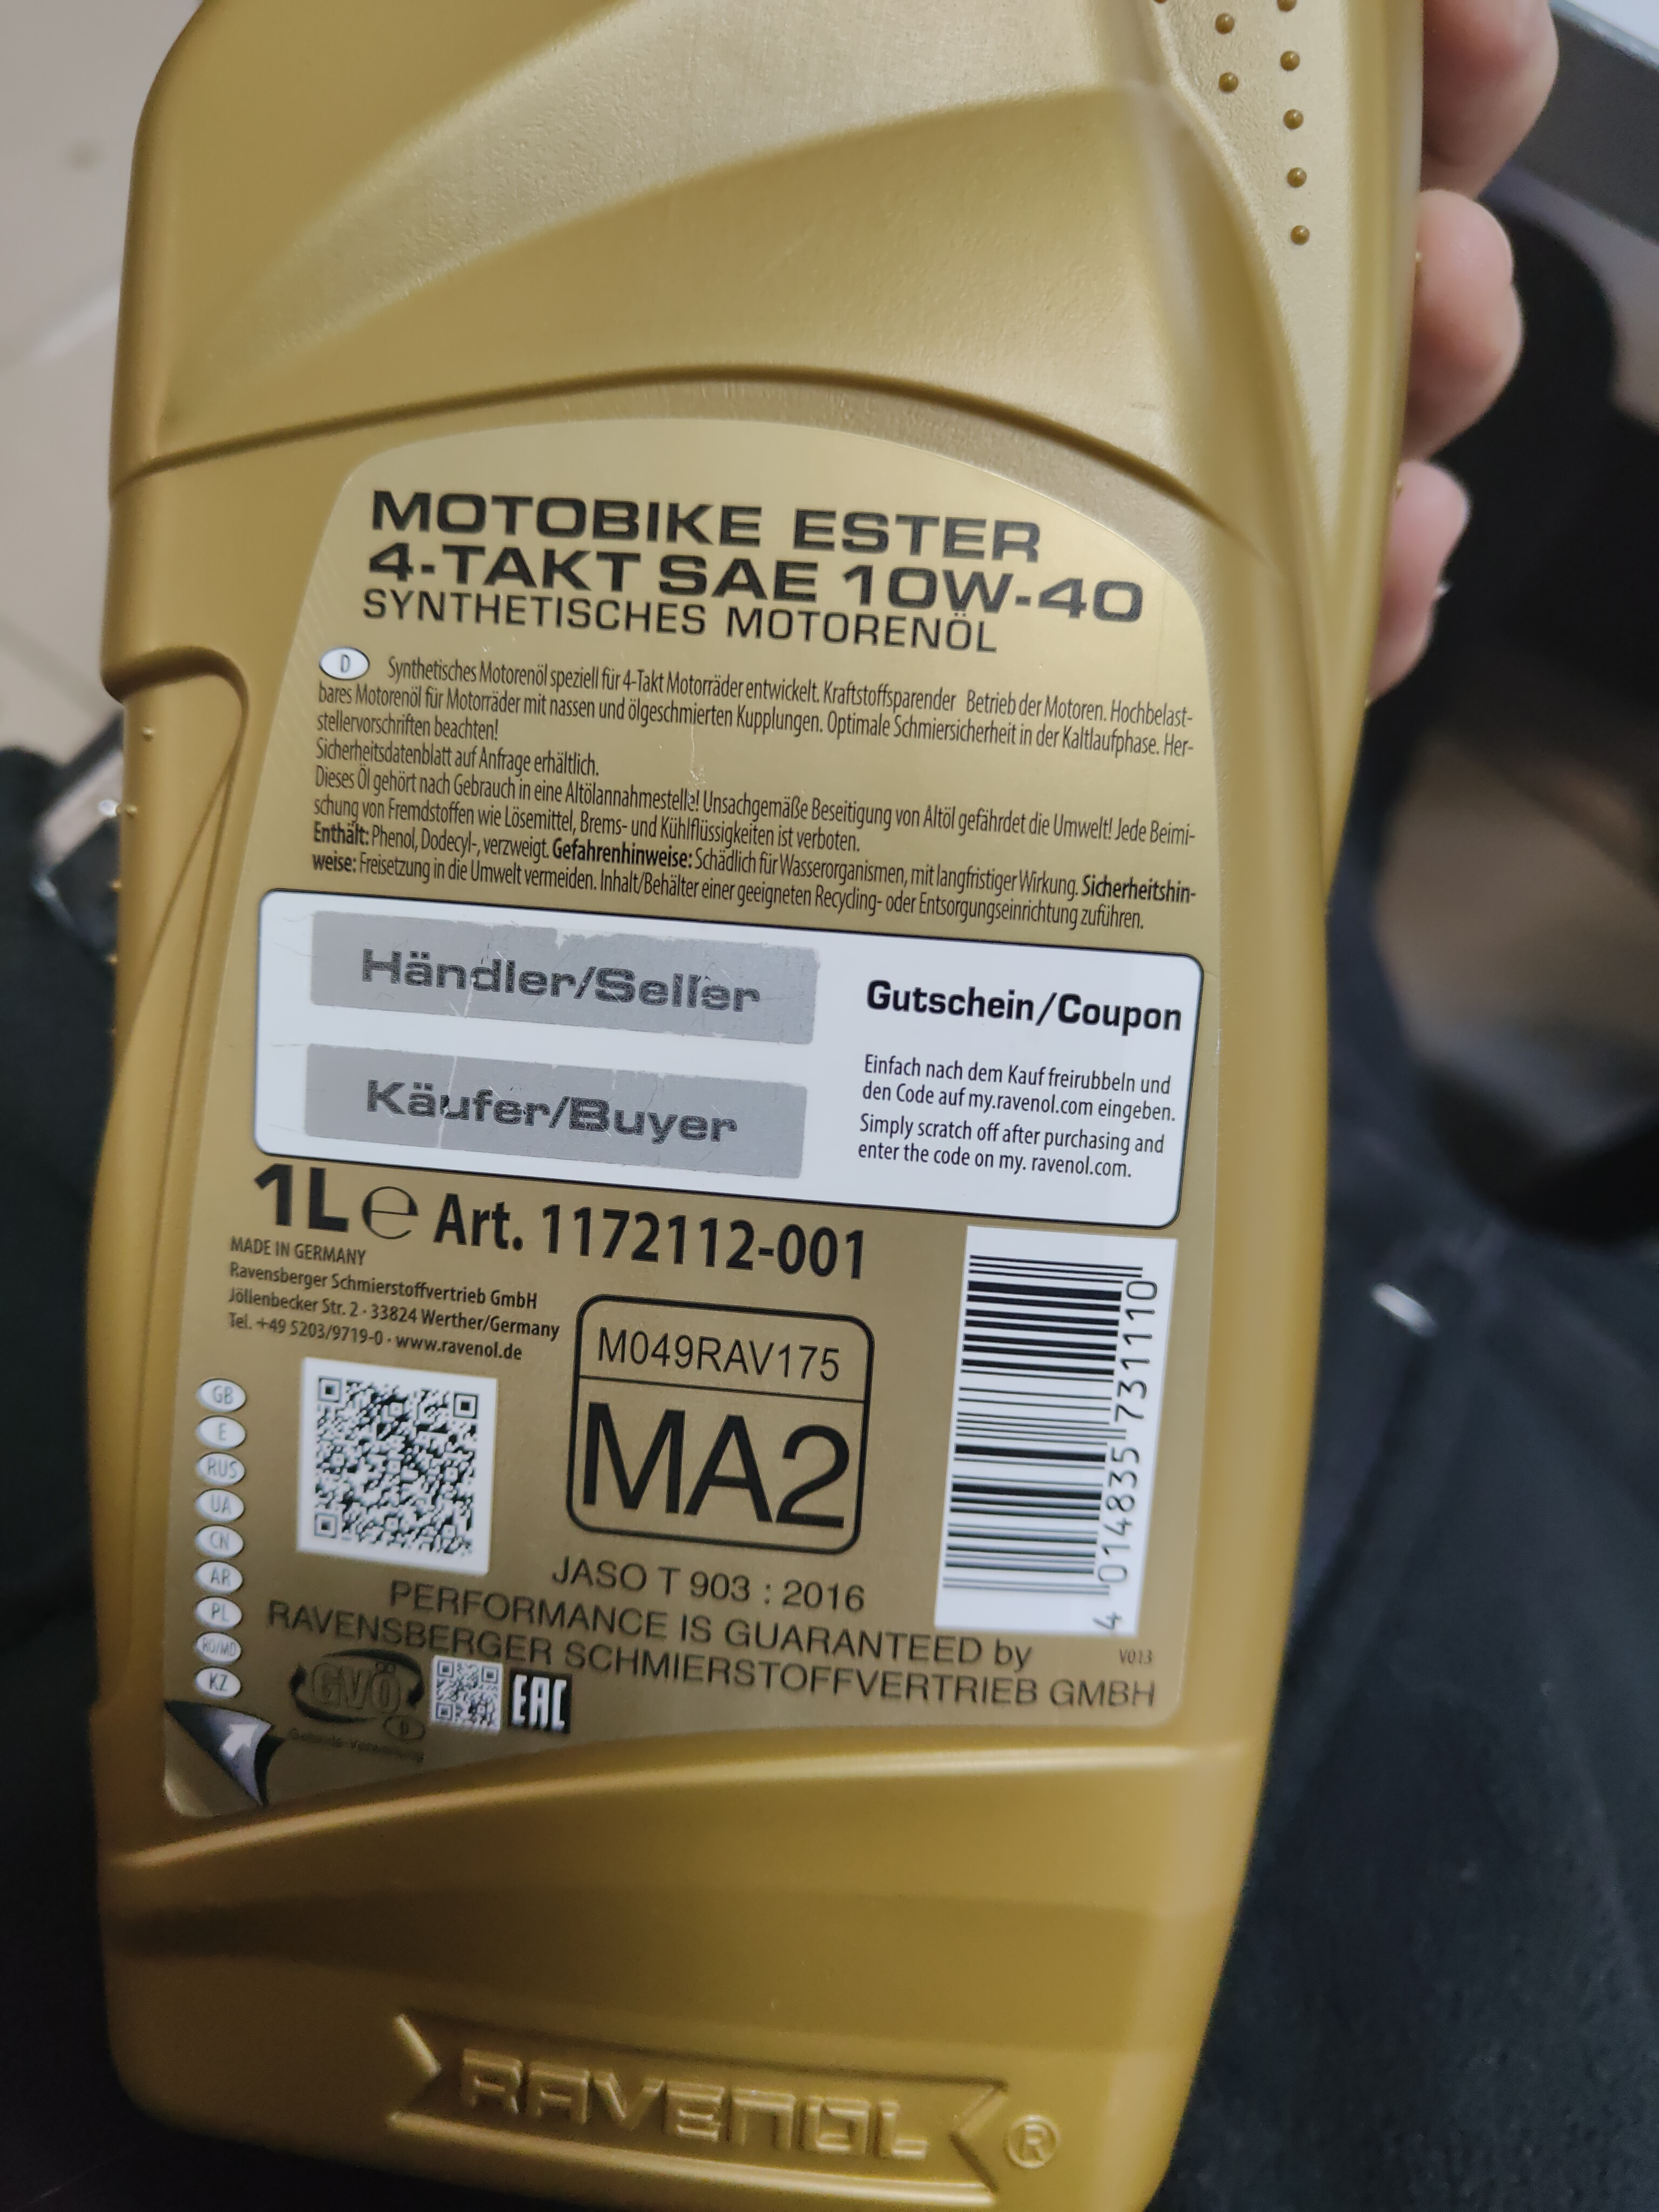 MOTOBIKE ESTER
4-TAKT SAE 10W-40
SYNTHETISCHES MOTORENÖL
D Synthetisches Motorenöl speziell für 4-Takt Motorräder entwickelt. Kraftstoffsparender Betrieb der Motoren. Hochbelast-
bares Motorenöl für Motorräder mit nassen und ölgeschmierten Kupplungen. Optimale Schmiersicherheit in der Kaltlaufphase. Her-
stellervorschriften beachten!
Sicherheitsdatenblatt auf Anfrage erhältlich.
Dieses Öl gehört nach Gebrauch in eine Altölannahmestelle! Unsachgemäße Beseitigung von Altöl gefährdet die Umwelt! Jede Beimi-
schung von Fremdstoffen wie Lösemittel, Brems- und Kühlflüssigkeiten ist verboten.
Enthält: Phenol, Dodecyl-, verzweigt. Gefahrenhinweise: Schädlich für Wasserorganismen, mit langfristiger Wirkung. Sicherheitshin-
weise: Freisetzung in die Umwelt vermeiden. Inhalt/Behälter einer geeigneten Recycling- oder Entsorgungseinrichtung zuführen.
Händler/Seller
Käufer/Buyer
Gutschein/Coupon
Einfach nach dem Kauf freirubbeln und
den Code auf my.ravenol.com eingeben.
Simply scratch off after purchasing and
enter the code on my. ravenol.com.
1L e Art. 1172112-001
MADE IN GERMANY
Ravensberger Schmierstoffvertrieb GmbH
Jöllenbecker Str. 2 · 33824 Werther/Germany
Tel. +49 5203/9719-0 · www.ravenol.de
M049RAV175
MA2
4 014835 731110
GB
E
RUS
UA
CN
AR
PL
RO/MD
KZ
JASO T 903 : 2016
PERFORMANCE IS GUARANTEED by
RAVENSBERGER SCHMIERSTOFFVERTRIEB GMBH
V013
GVÖ
D
EAC
RAVENOL®